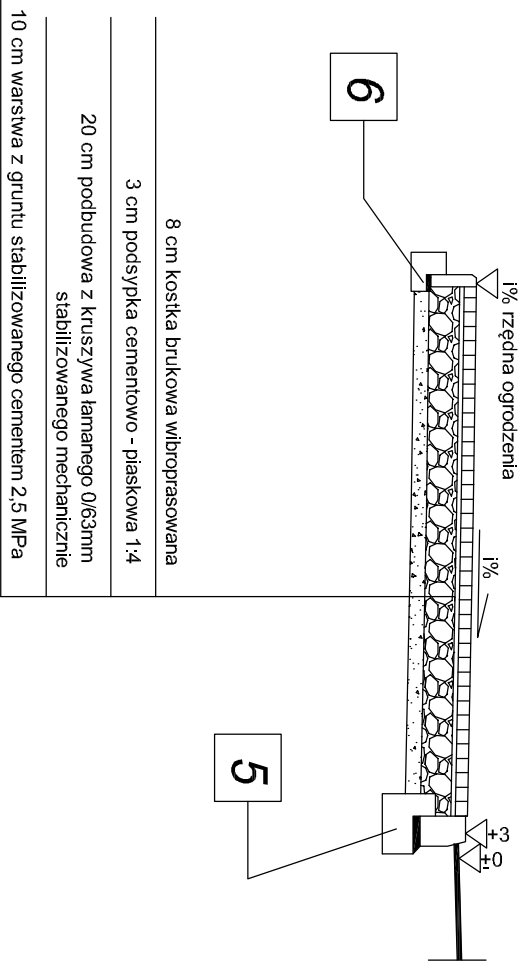 i% rzędna ogrodzenia
i%
+3
±0
6
5
8 cm kostka brukowa wibroprasowana
3 cm podsypka cementowo - piaskowa 1:4
20 cm podbudowa z kruszywa łamanego 0/63mm
stabilizowanego mechanicznie
10 cm warstwa z gruntu stabilizowanego cementem 2,5 MPa